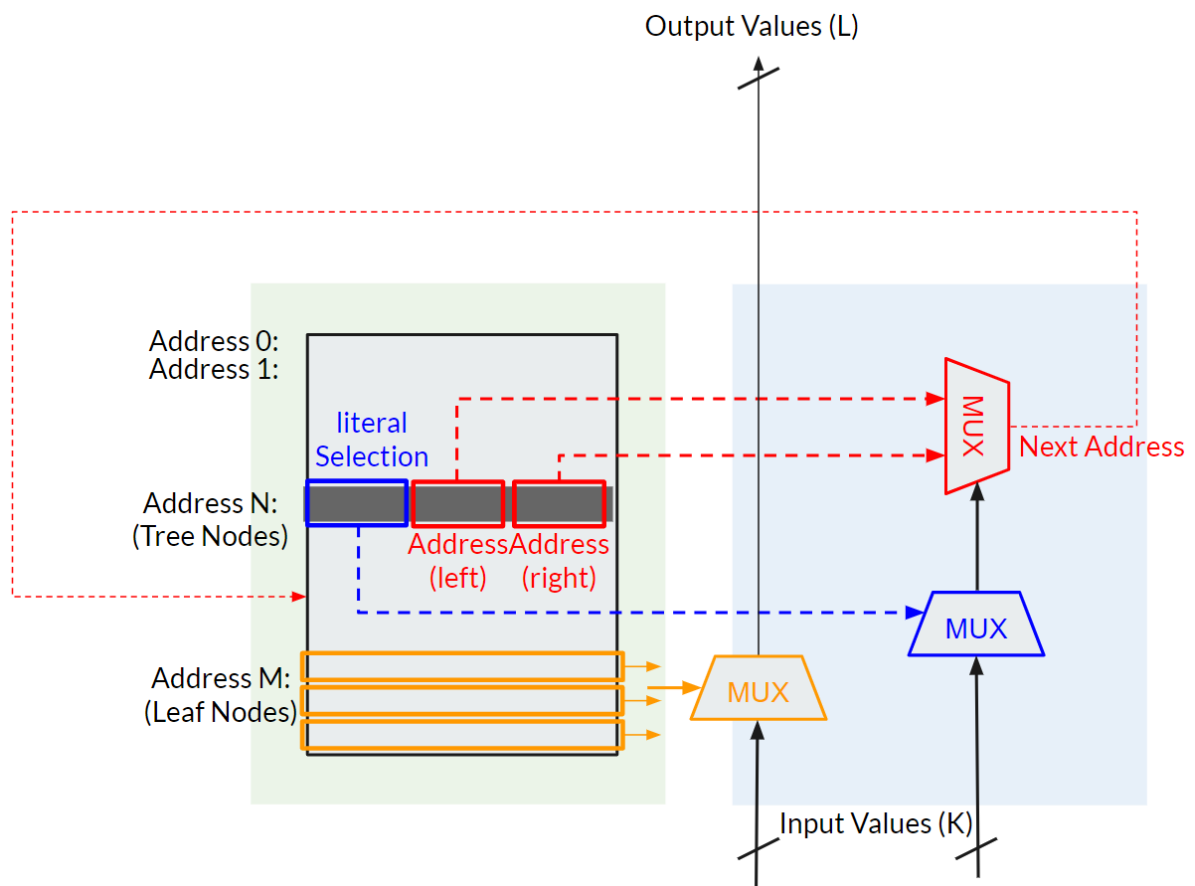 Output Values (L)
Address 0:
Address 1:
literal
Selection
MUX
Next Address
Address N:
(Tree Nodes)
Address
(left)
Address
(right)
MUX
Address M:
(Leaf Nodes)
MUX
Input Values (K)